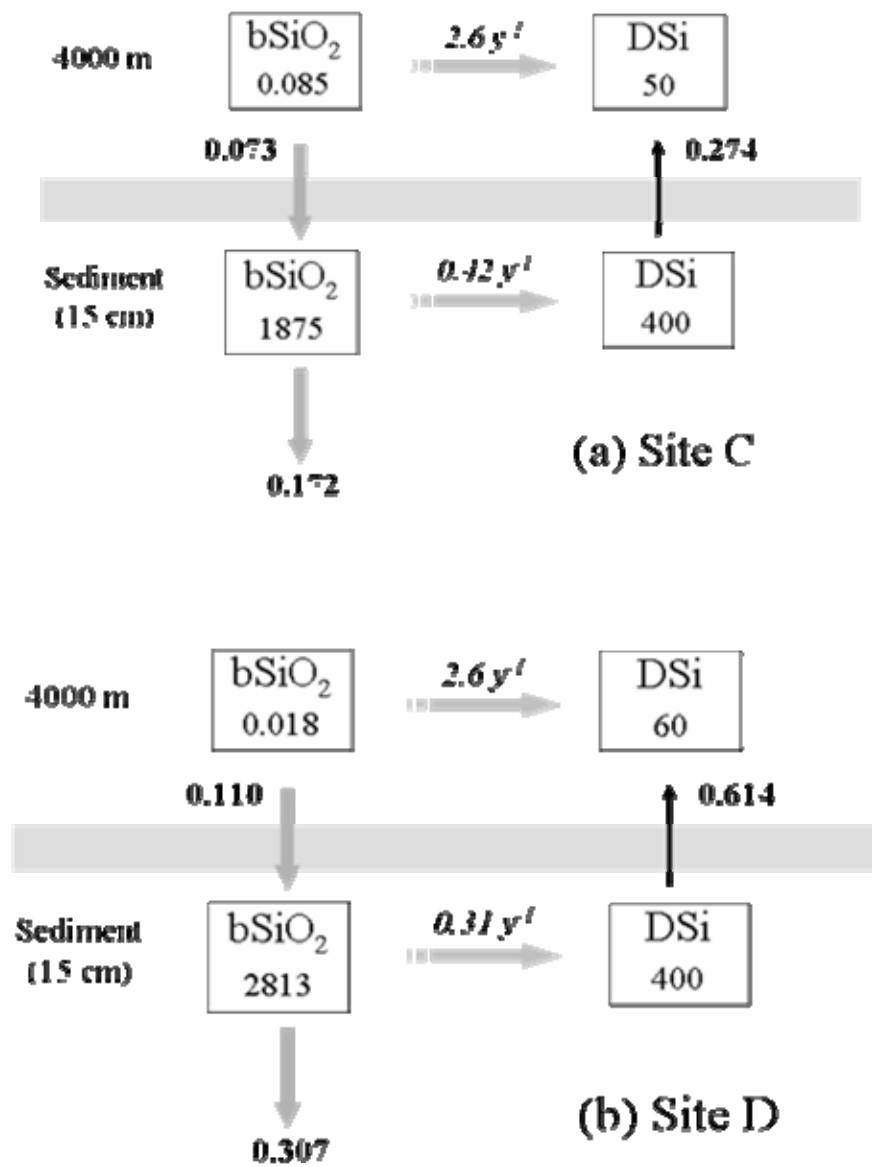 bSiO₂
0.085
4000 m
2.6 y⁻¹
DSi
50
0.073
0.274
Sediment
(15 cm)
bSiO₂
1875
0.42 y⁻¹
DSi
400
0.172
(a) Site C
4000 m
bSiO₂
0.018
2.6 y⁻¹
DSi
60
0.110
0.614
Sediment
(15 cm)
bSiO₂
2813
0.31 y⁻¹
DSi
400
0.307
(b) Site D